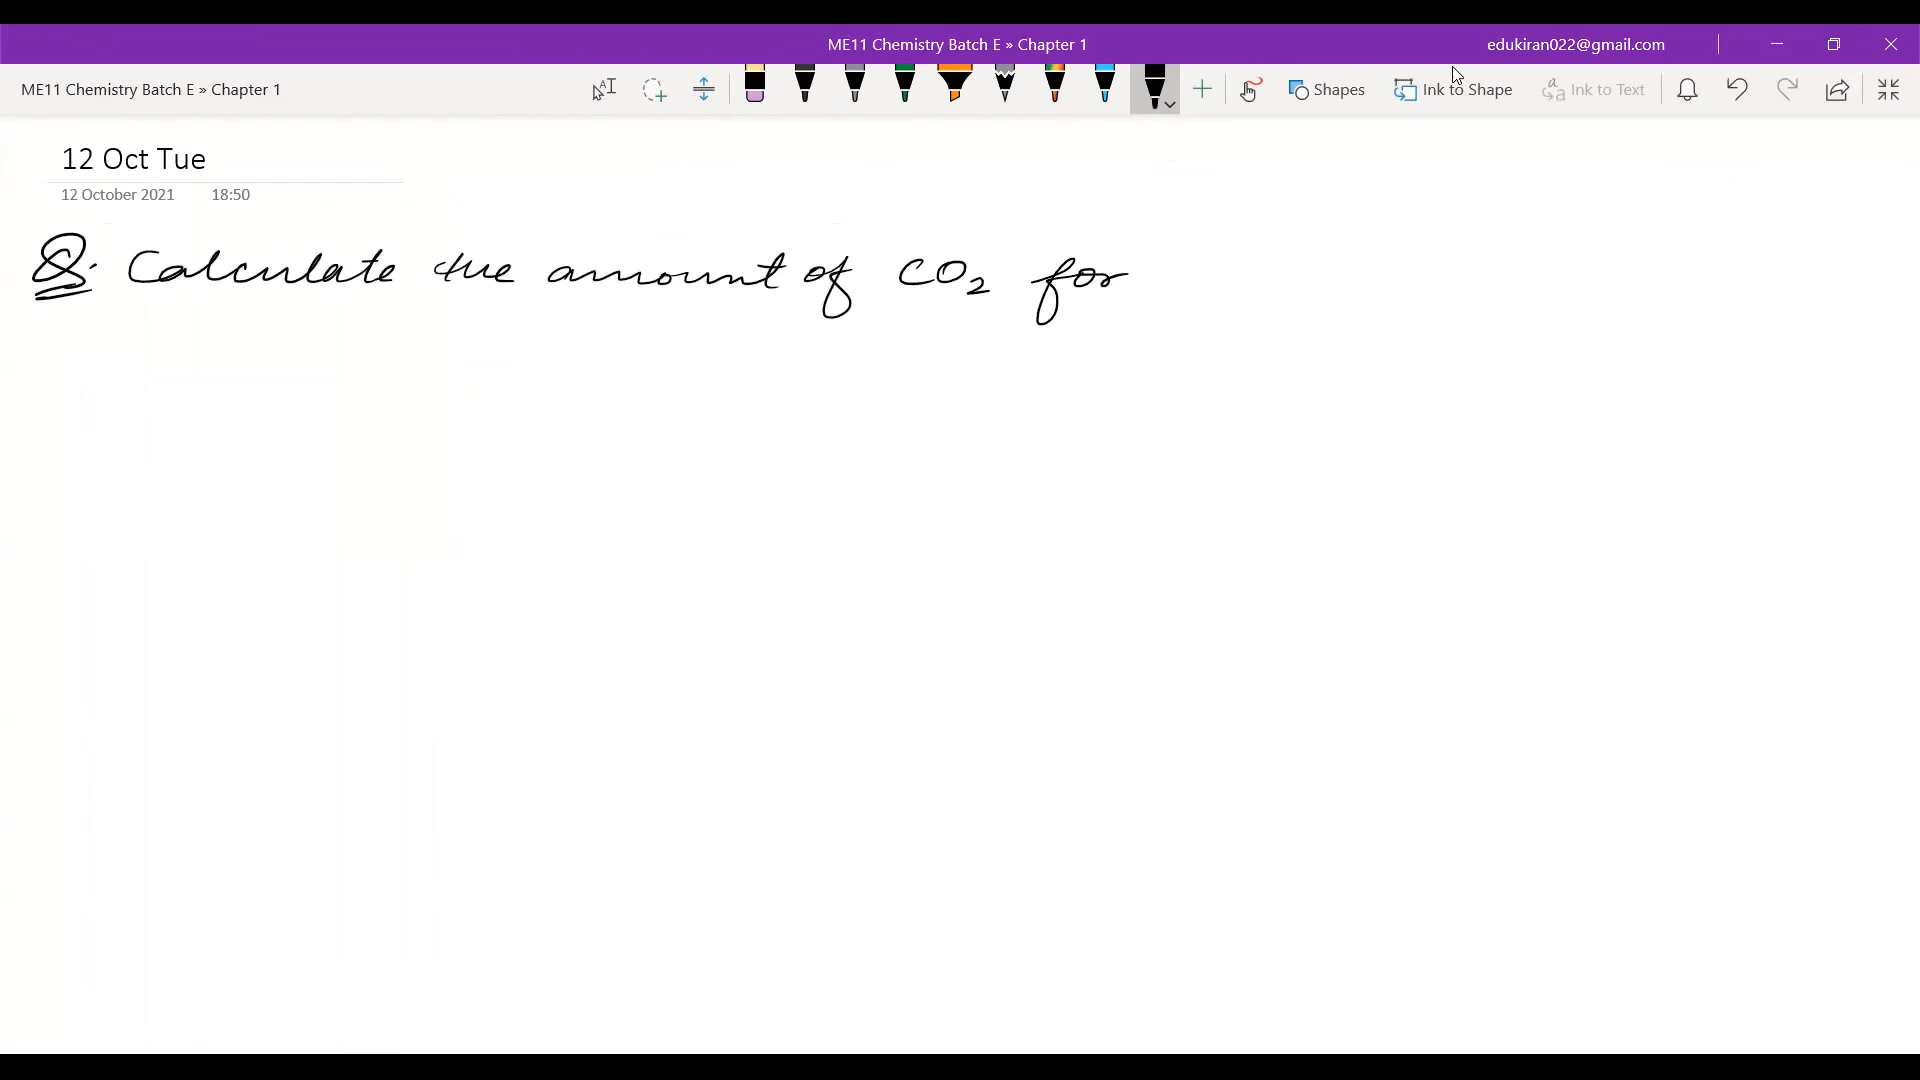 ME11 Chemistry Batch E » Chapter 1
edukiran022@gmail.com
ME11 Chemistry Batch E » Chapter 1
Shapes
Ink to Shape
Ink to Text
12 Oct Tue
12 October 2021 18:50
Q. Calculate the amount of CO₂ for